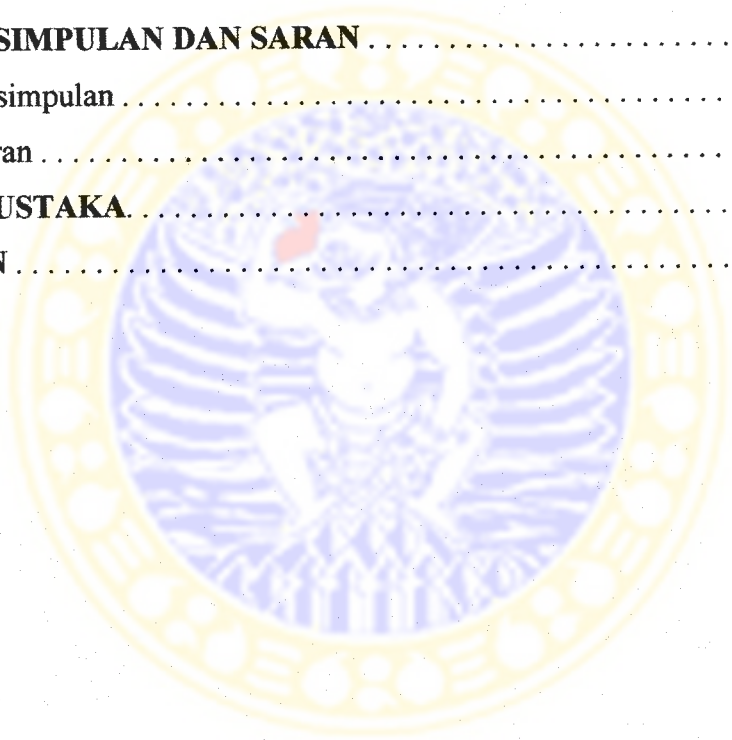 SIMPULAN DAN SARAN . . . . . . . . . . . . . . . . . . . . . . .
simpulan . . . . . . . . . . . . . . . . . . . . . . . . . . . . . . . . . . . . . .
ran . . . . . . . . . . . . . . . . . . . . . . . . . . . . . . . . . . . . . . . . . . .
USTAKA. . . . . . . . . . . . . . . . . . . . . . . . . . . . . . . . . . . . . .
N . . . . . . . . . . . . . . . . . . . . . . . . . . . . . . . . . . . . . . . . . . . . .